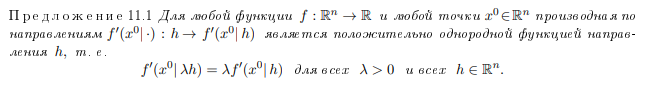 Предложение 11.1 Для любой функции f : ℝⁿ → ℝ и любой точки x⁰∈ℝⁿ производная по
направлениям f′(x⁰|·) : h → f′(x⁰|h) является положительно однородной функцией направ-
ления h, т. е.
f′(x⁰|λh) = λf′(x⁰|h) для всех λ > 0 и всех h ∈ ℝⁿ.